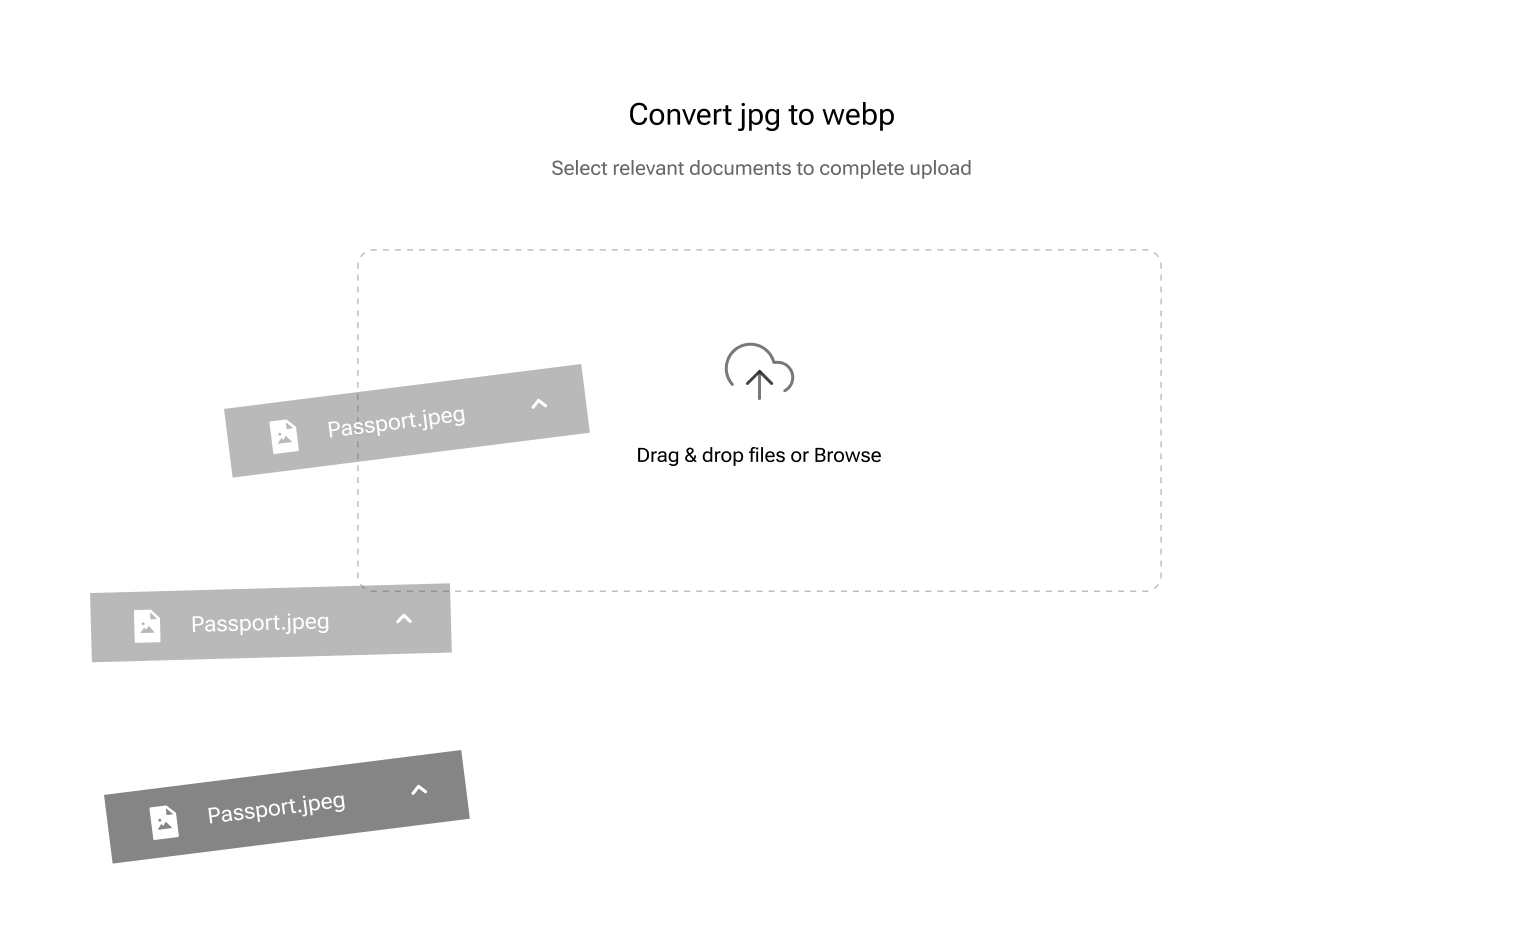 Convert jpg to webp
Select relevant documents to complete upload
Passport.jpeg
Drag & drop files or Browse
Passport.jpeg
Passport.jpeg